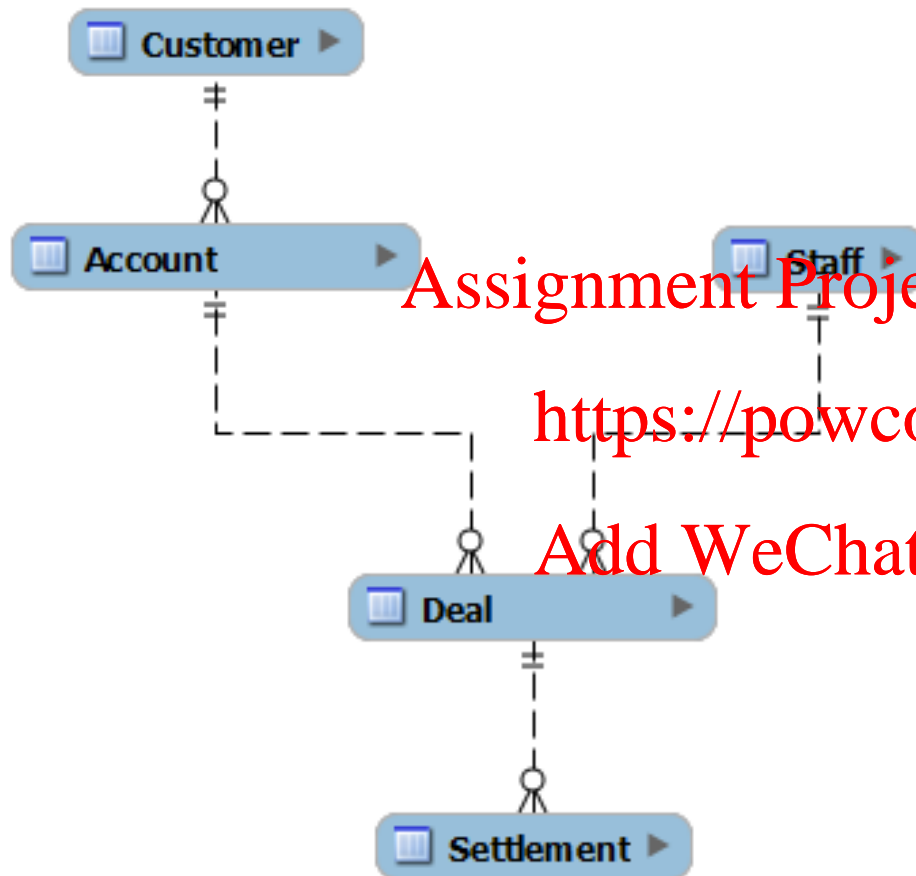 Customer
Account
Staff
Assignment Proje
https://powco
Add WeChat
Deal
Settlement